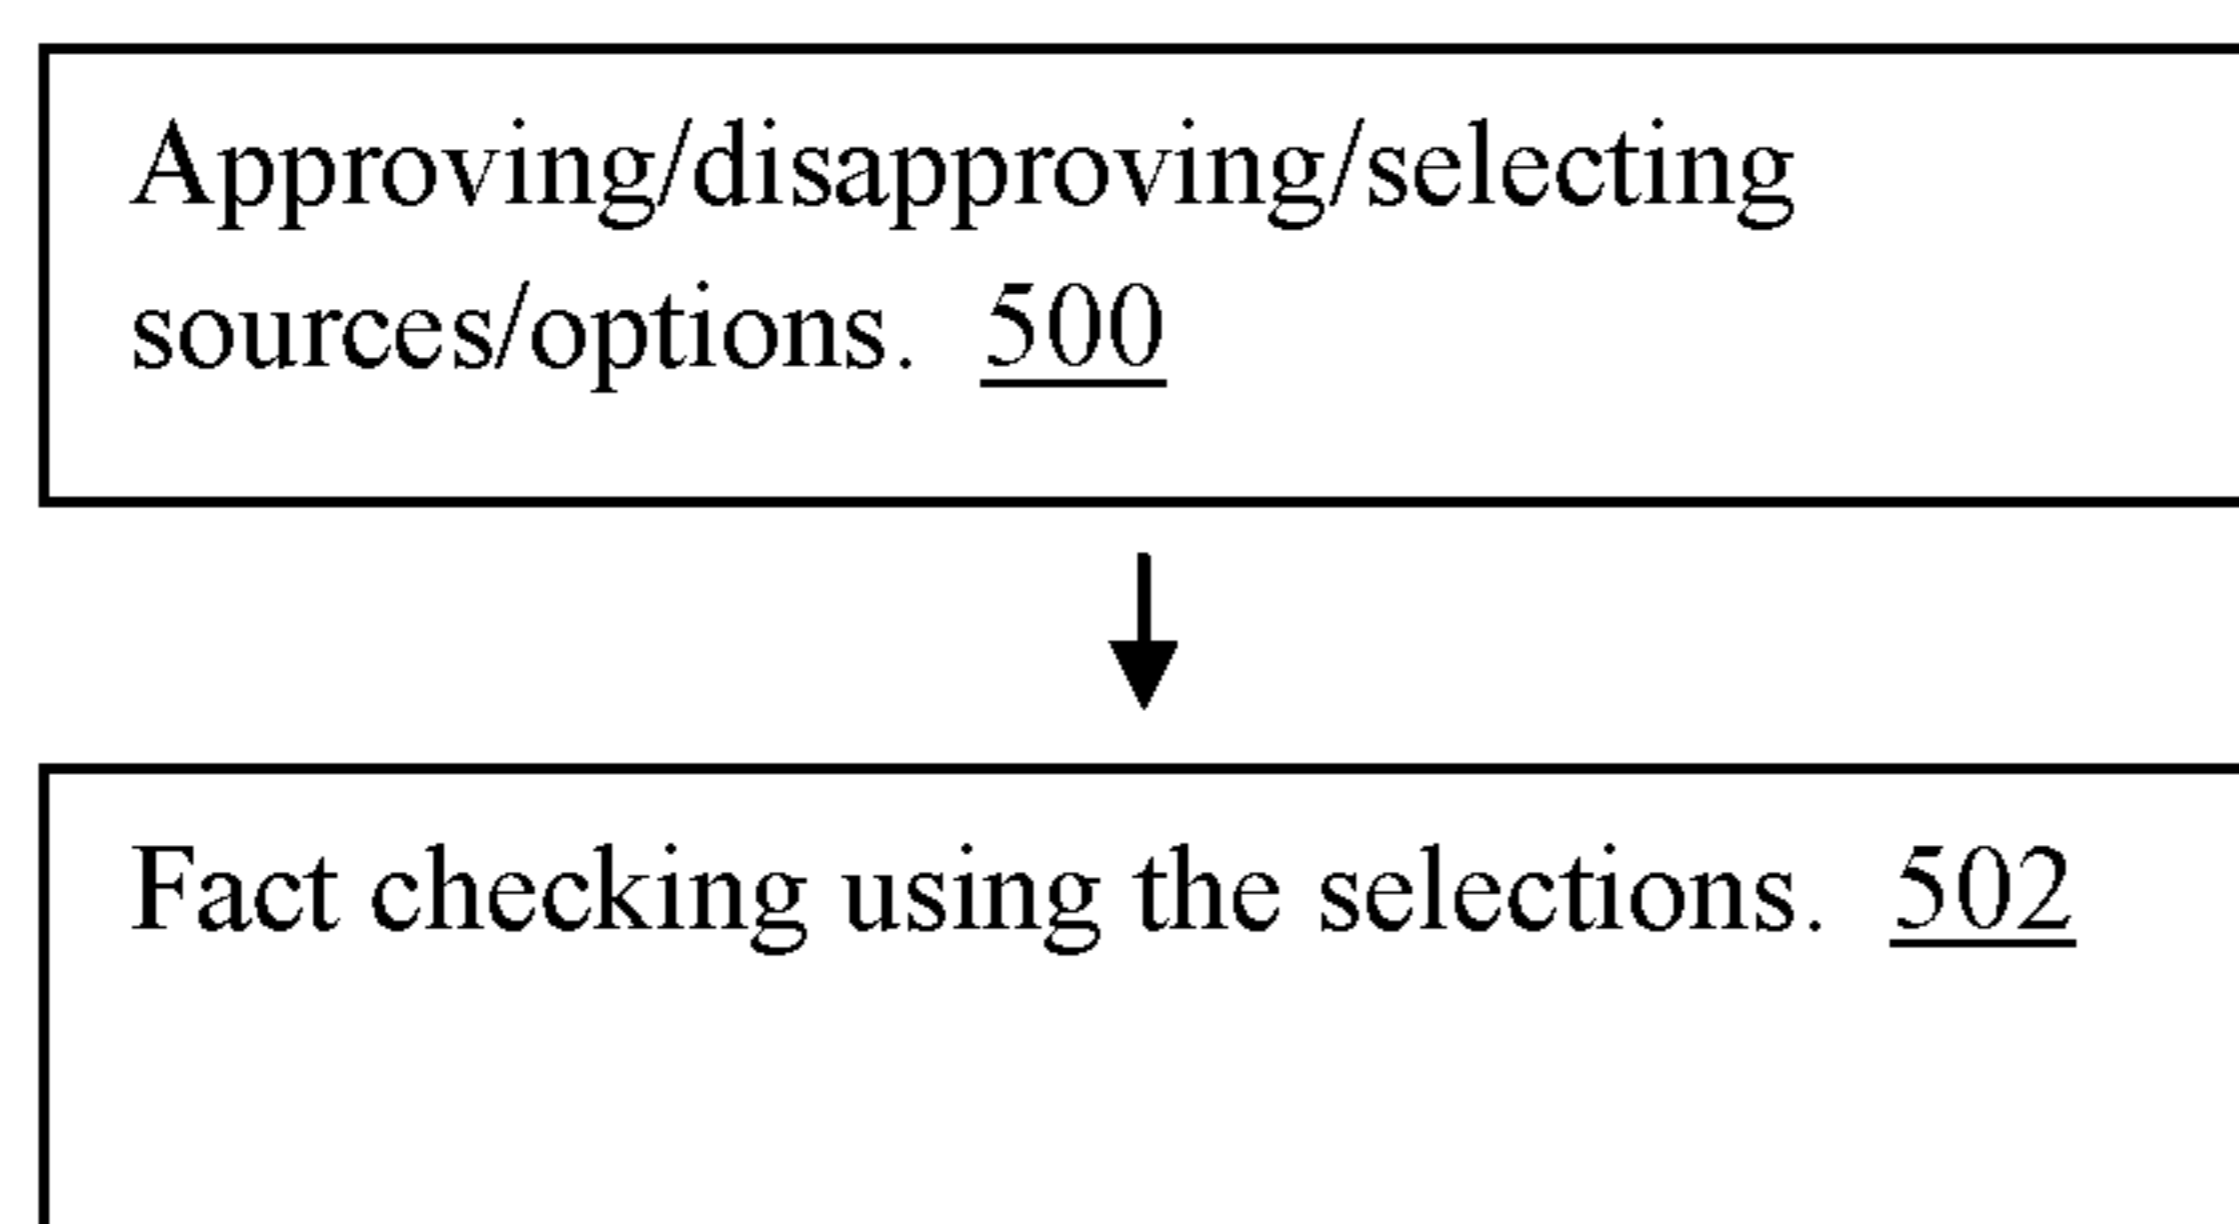 Approving/disapproving/selecting
sources/options. 500
Fact checking using the selections. 502